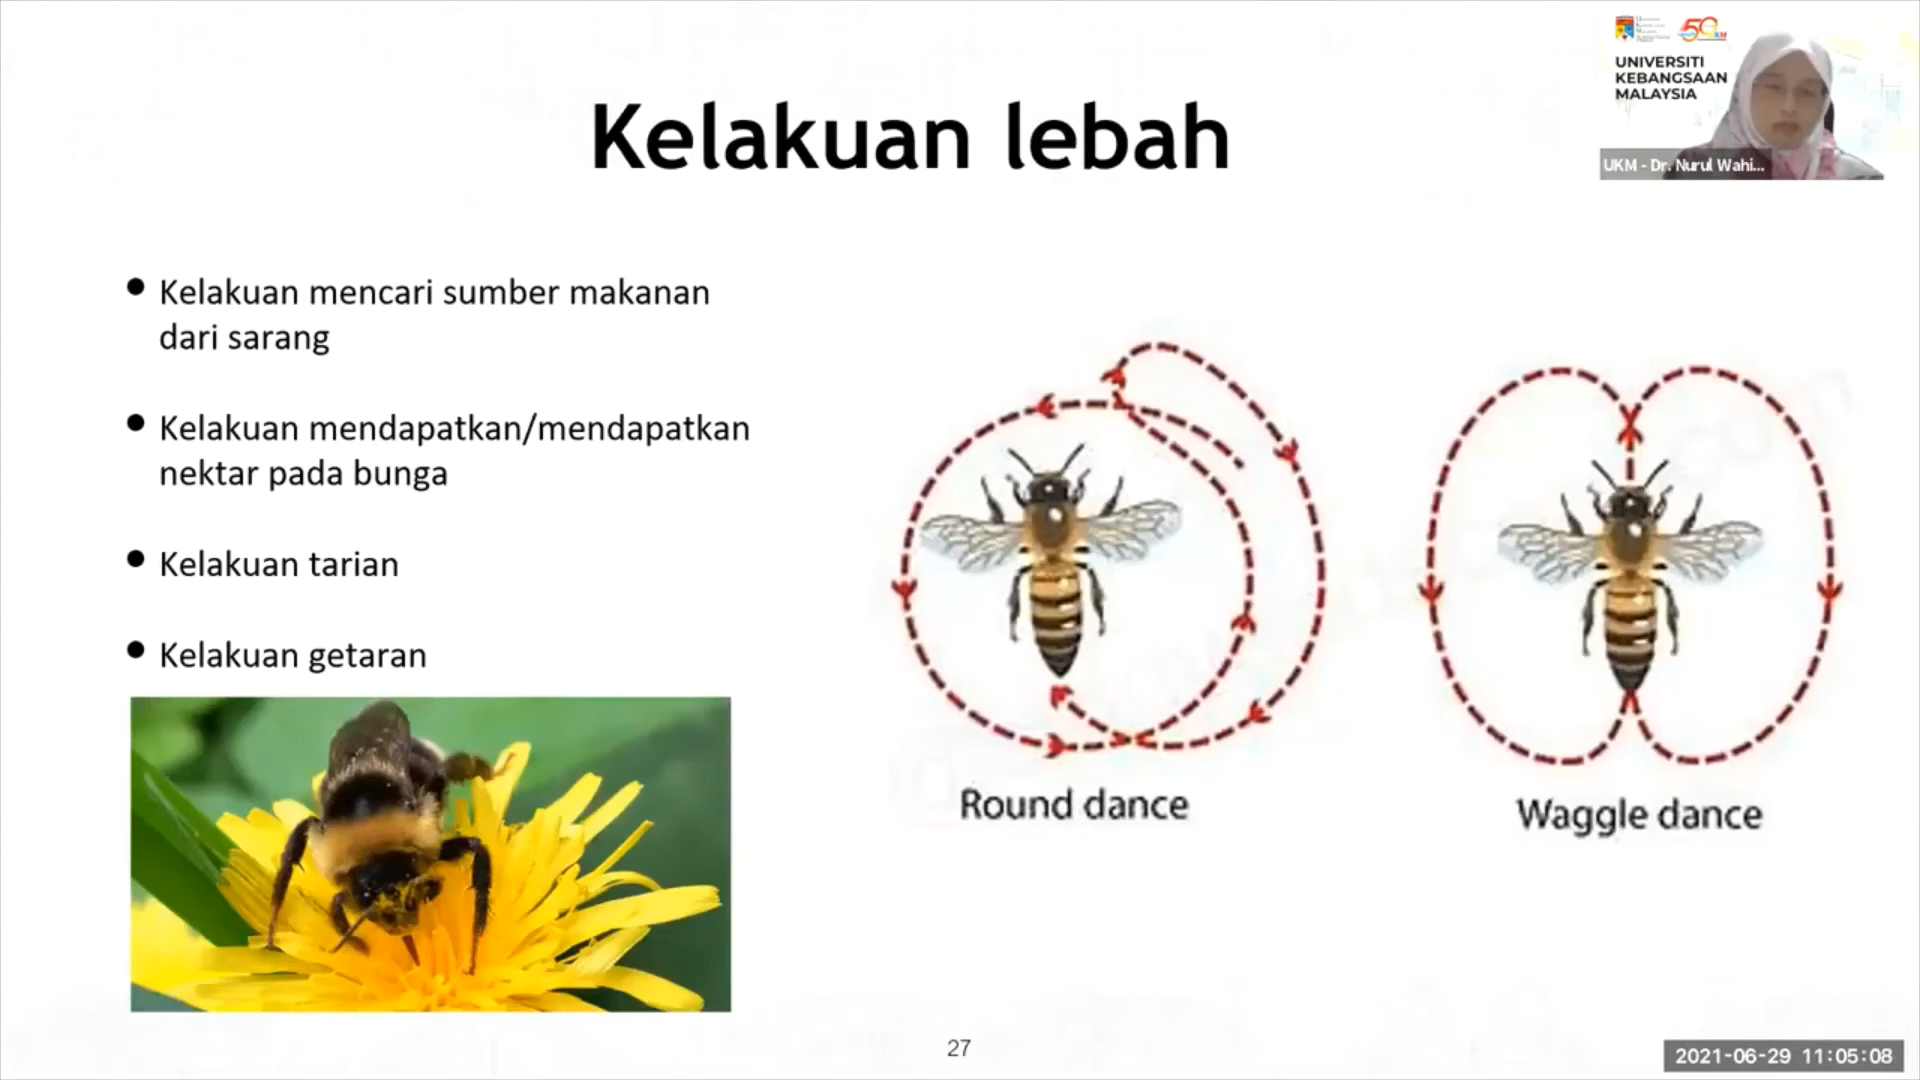 Kelakuan lebah
UNIVERSITI
KEBANGSAAN
MALAYSIA
UKM - Dr. Nurul Wahi...
• Kelakuan mencari sumber makanan
dari sarang
• Kelakuan mendapatkan/mendapatkan
nektar pada bunga
• Kelakuan tarian
• Kelakuan getaran
Round dance
Waggle dance
27
2021-06-29 11:05:08